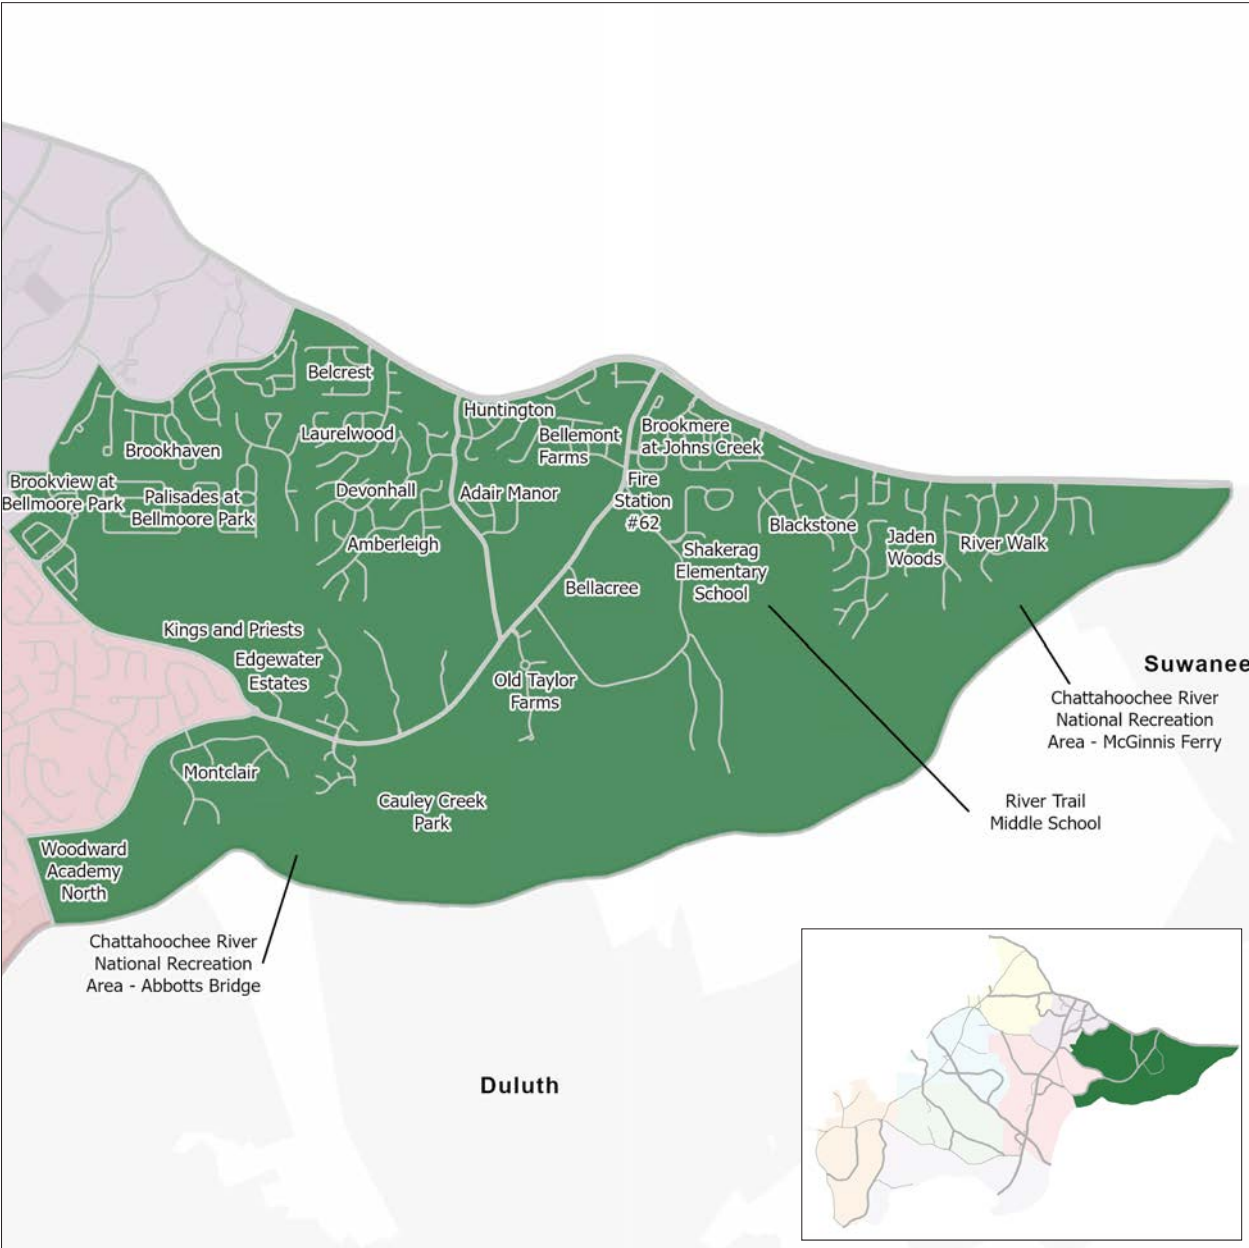 Belcrest
Huntington
Laurelwood
Bellemont
Farms
Brookmere
at Johns Creek
Brookhaven
Brookview at
Bellmoore Park
Palisades at
Bellmoore Park
Devonhall
Adair Manor
Fire
Station
#62
Amberleigh
Blackstone
Jaden
Woods
River Walk
Shakerag
Elementary
School
Bellacree
Kings and Priests
Edgewater
Estates
Old Taylor
Farms
Suwanee
Chattahoochee River
National Recreation
Area - McGinnis Ferry
Montclair
Cauley Creek
Park
River Trail
Middle School
Woodward
Academy
North
Chattahoochee River
National Recreation
Area - Abbotts Bridge
Duluth